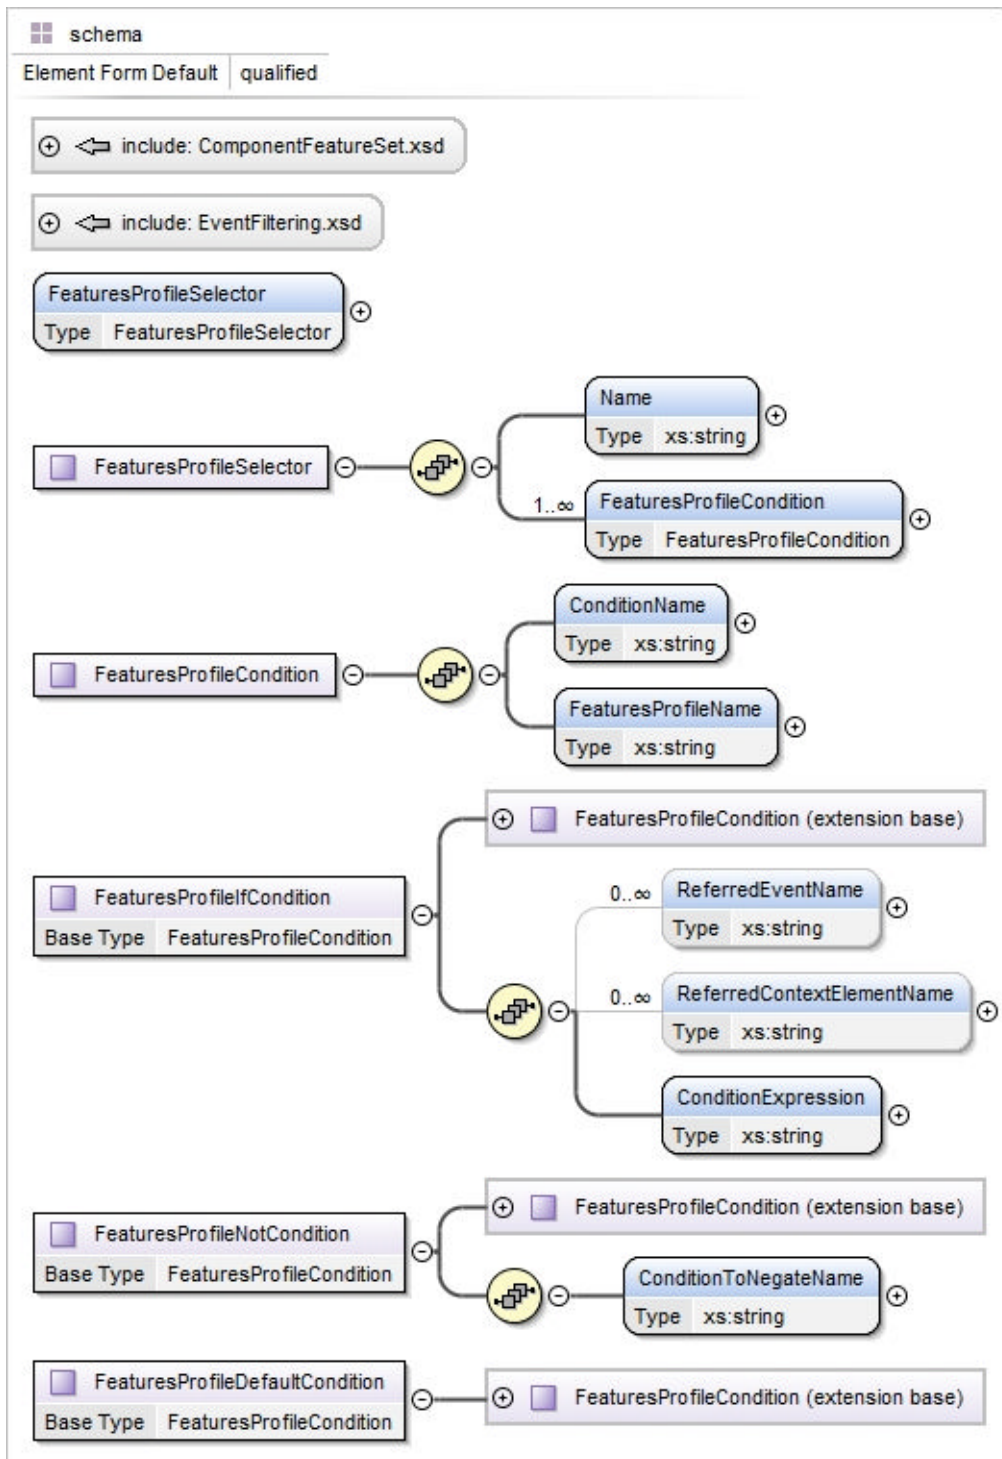 schema
Element Form Default qualified
include: ComponentFeatureSet.xsd
include: EventFiltering.xsd
FeaturesProfileSelector
Type FeaturesProfileSelector
Name
Type xs:string
FeaturesProfileSelector
1..∞
FeaturesProfileCondition
Type FeaturesProfileCondition
ConditionName
Type xs:string
FeaturesProfileCondition
FeaturesProfileName
Type xs:string
FeaturesProfileCondition (extension base)
FeaturesProfileIfCondition
Base Type FeaturesProfileCondition
0..∞
ReferredEventName
Type xs:string
0..∞
ReferredContextElementName
Type xs:string
ConditionExpression
Type xs:string
FeaturesProfileCondition (extension base)
FeaturesProfileNotCondition
Base Type FeaturesProfileCondition
ConditionToNegateName
Type xs:string
FeaturesProfileDefaultCondition
Base Type FeaturesProfileCondition
FeaturesProfileCondition (extension base)